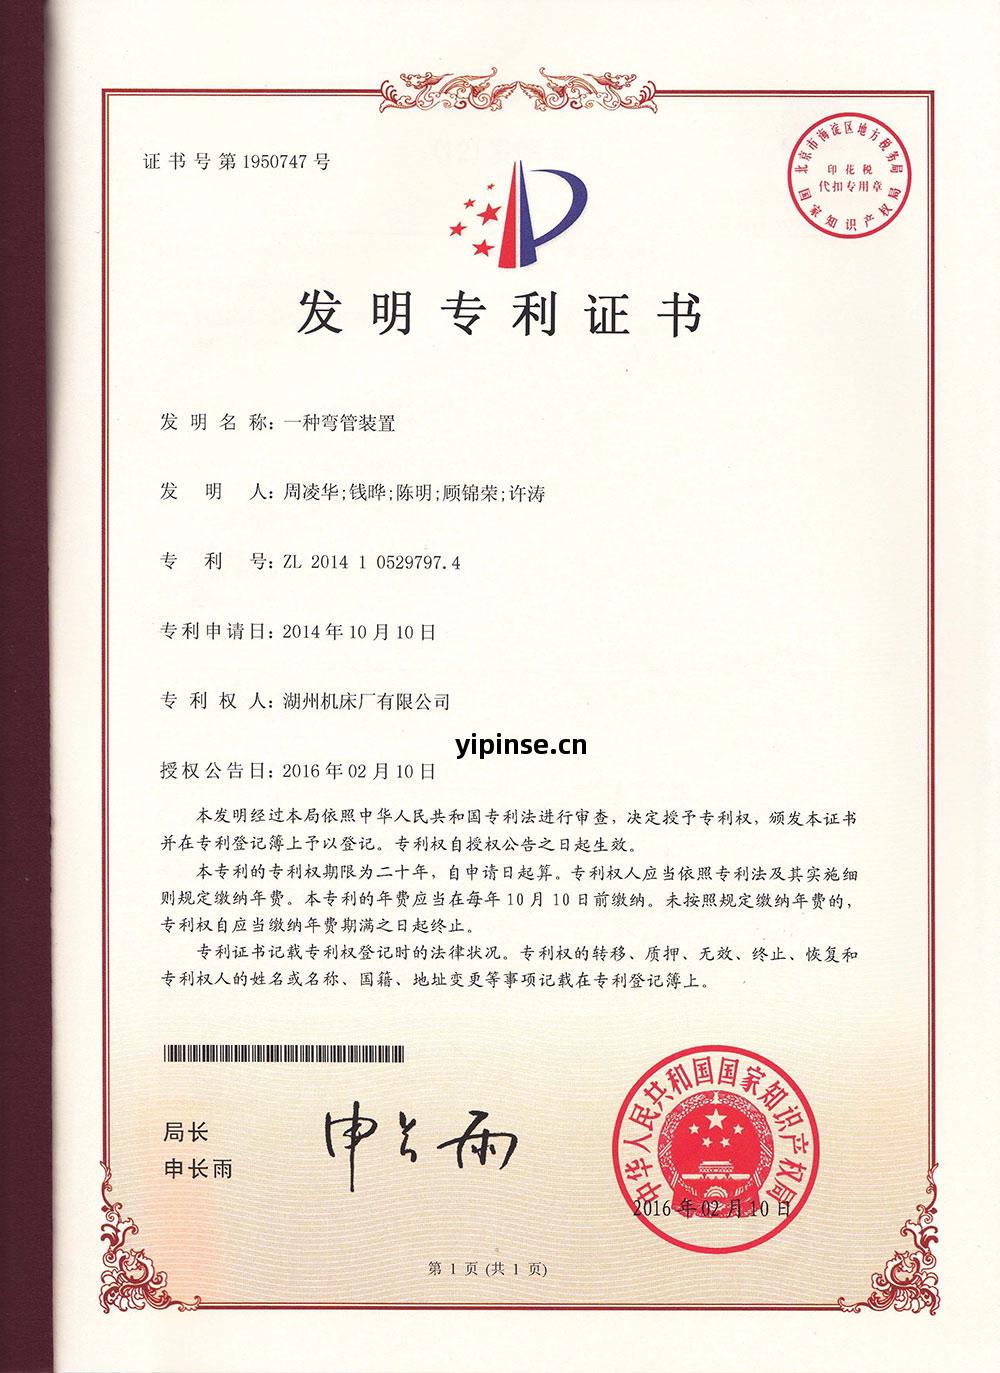 证书号第1950747号
北京市海淀区地方税务局
印花税
代扣专用章
国家知识产权局
发明专利证书
发明名称：一种弯管装置
发明人：周凌华;钱晔;陈明;顾锦荣;许涛
专利号：ZL 2014 1 0529797.4
专利申请日：2014年10月10日
专利权人：湖州机床厂有限公司
yipinse.cn
授权公告日：2016年02月10日
本发明经过本局依照中华人民共和国专利法进行审查，决定授予专利权，颁发本证书
并在专利登记簿上予以登记。专利权自授权公告之日起生效。
本专利的专利权期限为二十年，自申请日起算。专利权人应当依照专利法及其实施细
则规定缴纳年费。本专利的年费应当在每年10月10日前缴纳。未按照规定缴纳年费的，
专利权自应当缴纳年费期满之日起终止。
专利证书记载专利权登记时的法律状况。专利权的转移、质押、无效、终止、恢复和
专利权人的姓名或名称、国籍、地址变更等事项记载在专利登记簿上。
局长
申长雨
申长雨
中华人民共和国国家知识产权局
2016年02月10日
第1页(共1页)